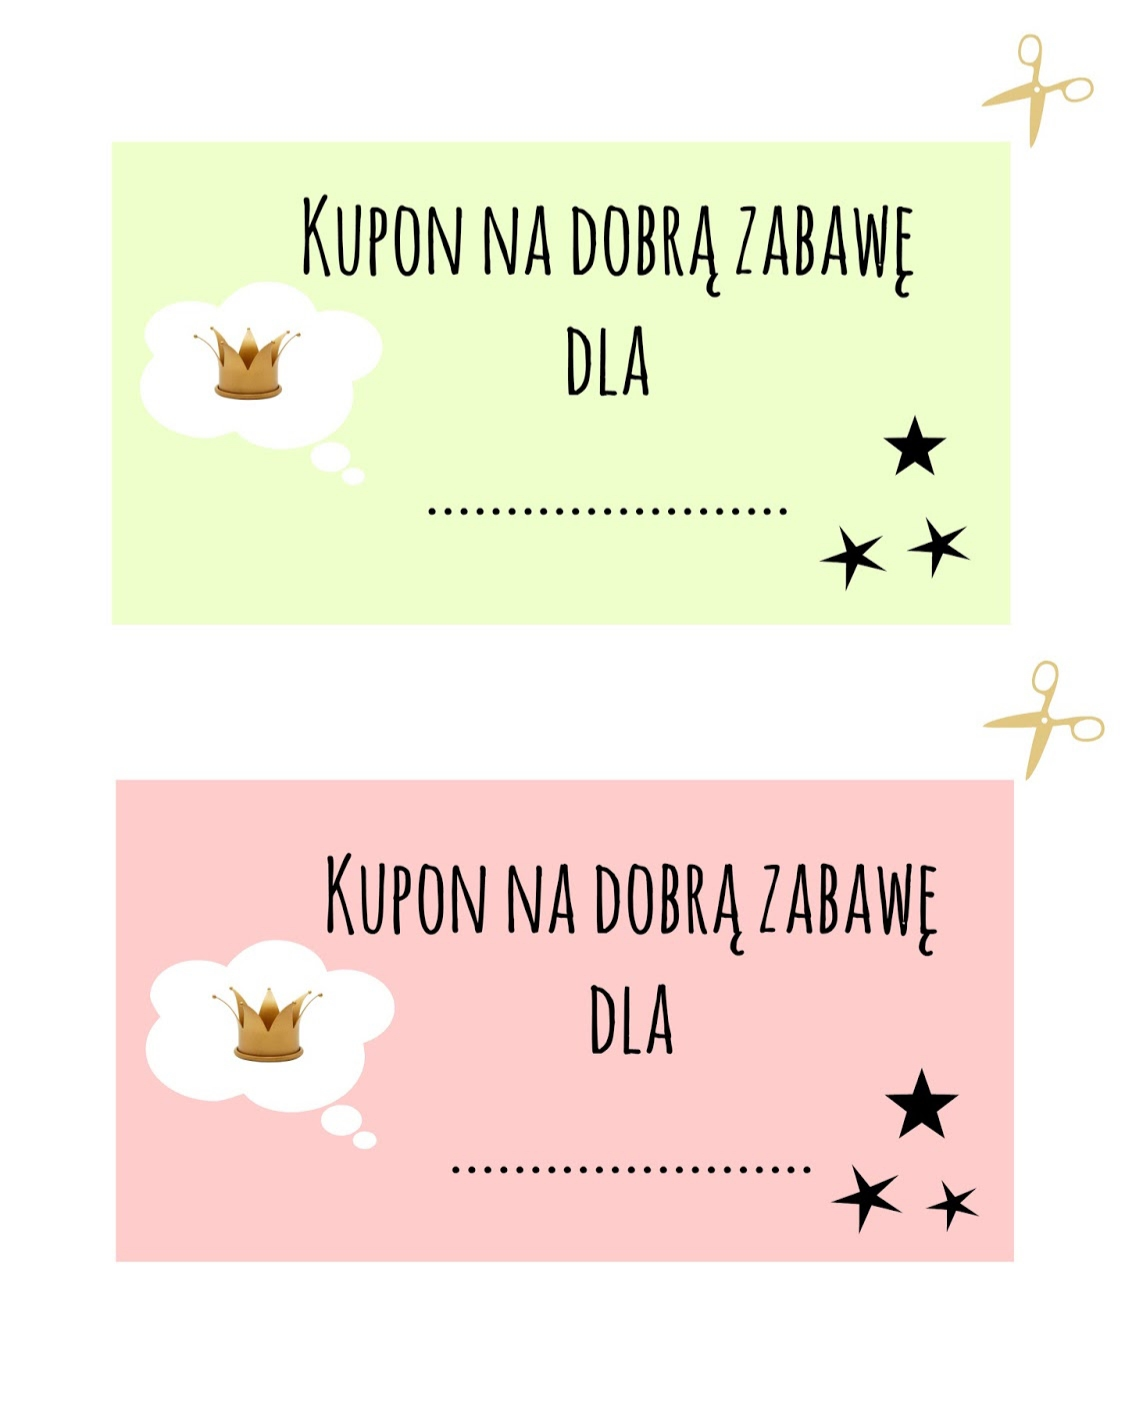 Kupon na dobrą zabawę
dla
.......................
Kupon na dobrą zabawę
dla
.......................